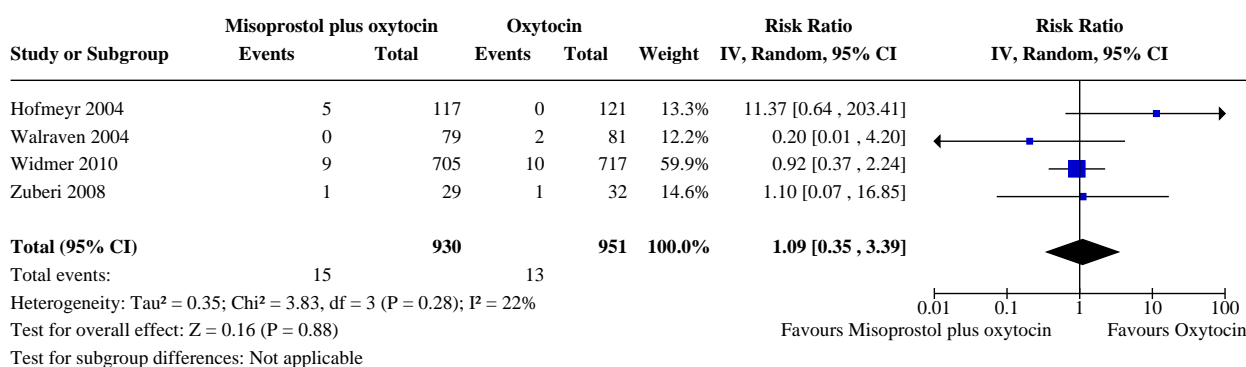 Misoprostol plus oxytocin Oxytocin Risk Ratio Risk Ratio
Study or Subgroup Events Total Events Total Weight IV, Random, 95% CI IV, Random, 95% CI
Hofmeyr 2004 5 117 0 121 13.3% 11.37 [0.64 , 203.41]
Walraven 2004 0 79 2 81 12.2% 0.20 [0.01 , 4.20]
Widmer 2010 9 705 10 717 59.9% 0.92 [0.37 , 2.24]
Zuberi 2008 1 29 1 32 14.6% 1.10 [0.07 , 16.85]
Total (95% CI) 930 951 100.0% 1.09 [0.35 , 3.39]
Total events: 15 13
Heterogeneity: Tau² = 0.35; Chi² = 3.83, df = 3 (P = 0.28); I² = 22%
0.01 0.1 1 10 100
Test for overall effect: Z = 0.16 (P = 0.88) Favours Misoprostol plus oxytocin Favours Oxytocin
Test for subgroup differences: Not applicable